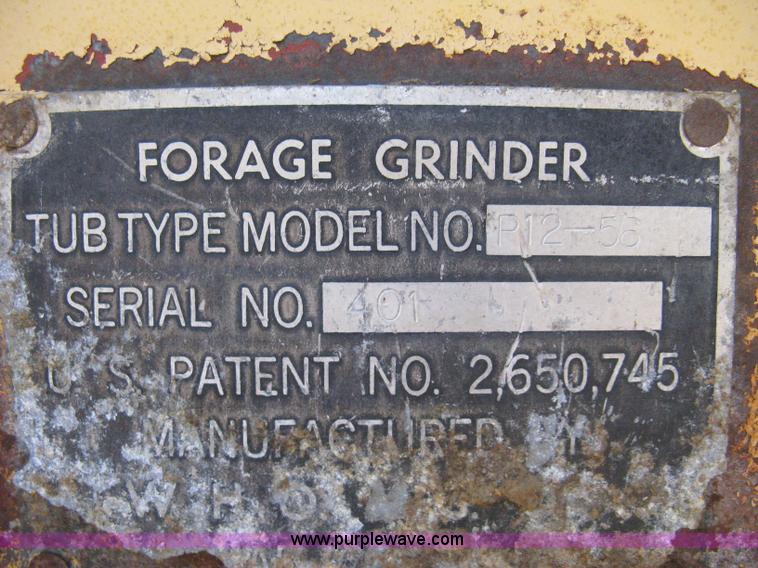 FORAGE GRINDER
TUB TYPE MODEL NO. P12-56
SERIAL NO. 401
U. S. PATENT NO. 2,650,745
MANUFACTURED BY
www.purplewave.com